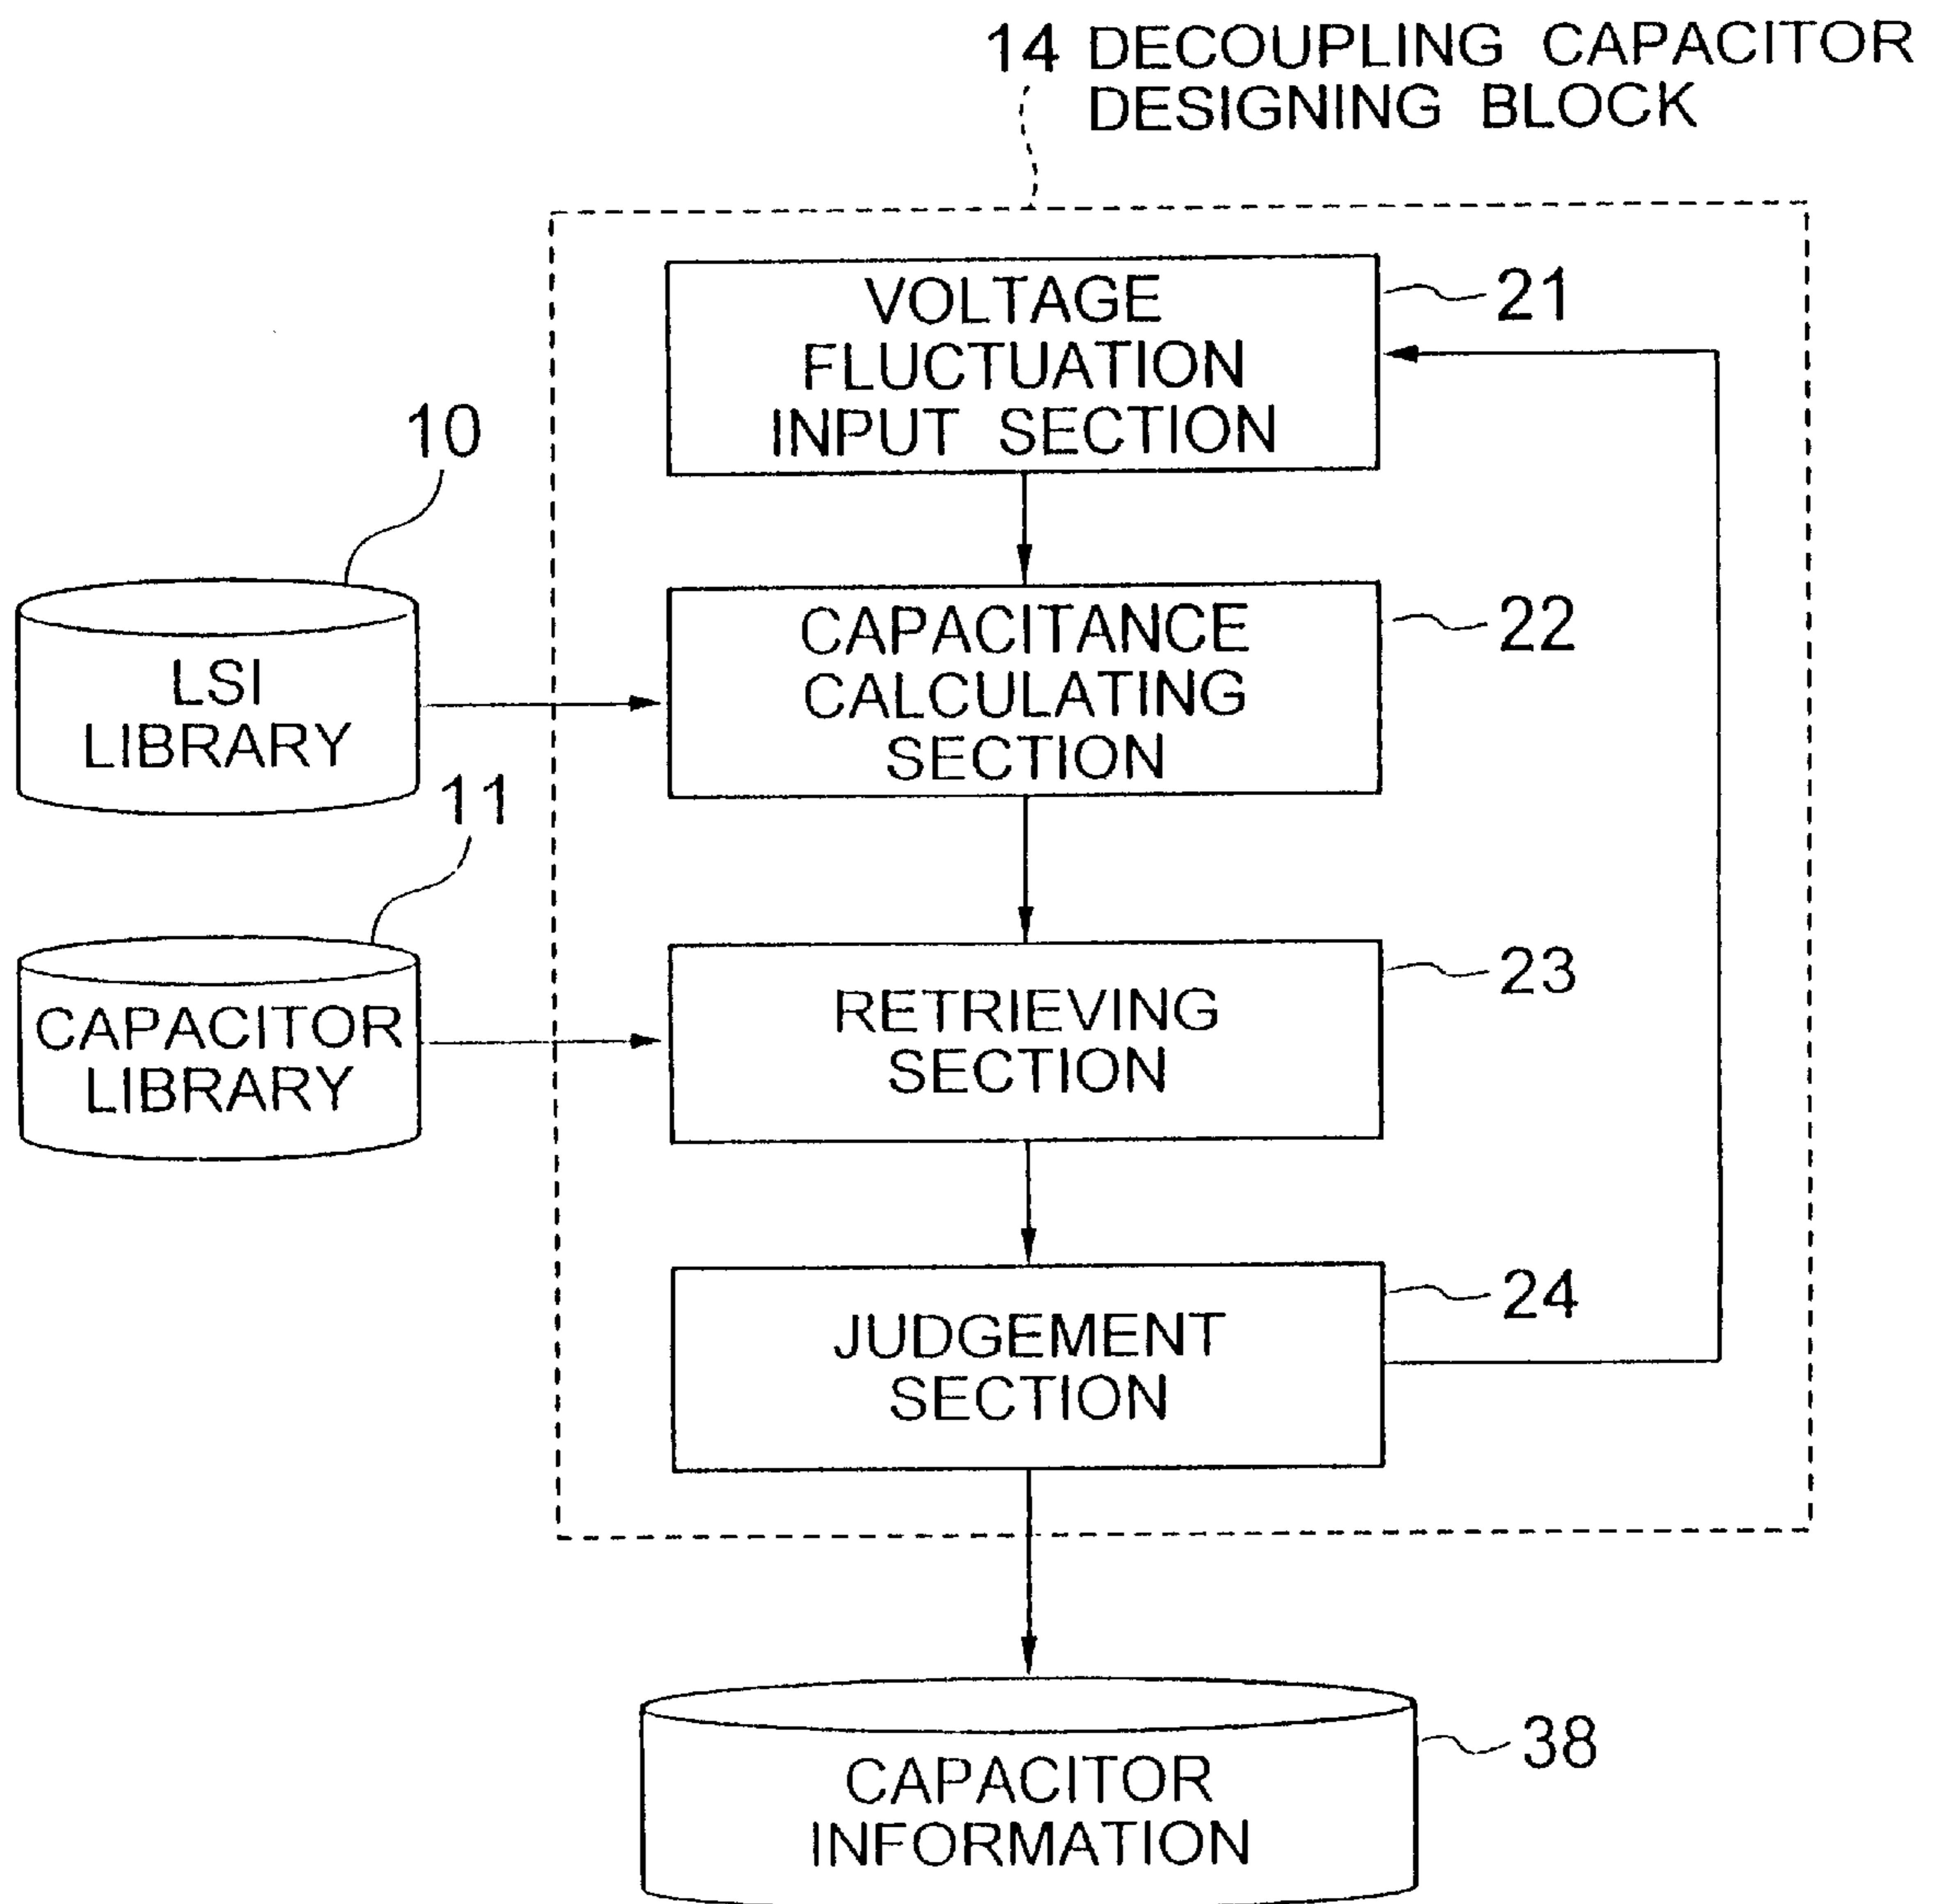 14 DECOUPLING CAPACITOR
DESIGNING BLOCK
VOLTAGE
FLUCTUATION
INPUT SECTION
21
10
LSI
LIBRARY
CAPACITANCE
CALCULATING
SECTION
22
11
CAPACITOR
LIBRARY
RETRIEVING
SECTION
23
JUDGEMENT
SECTION
24
CAPACITOR
INFORMATION
38